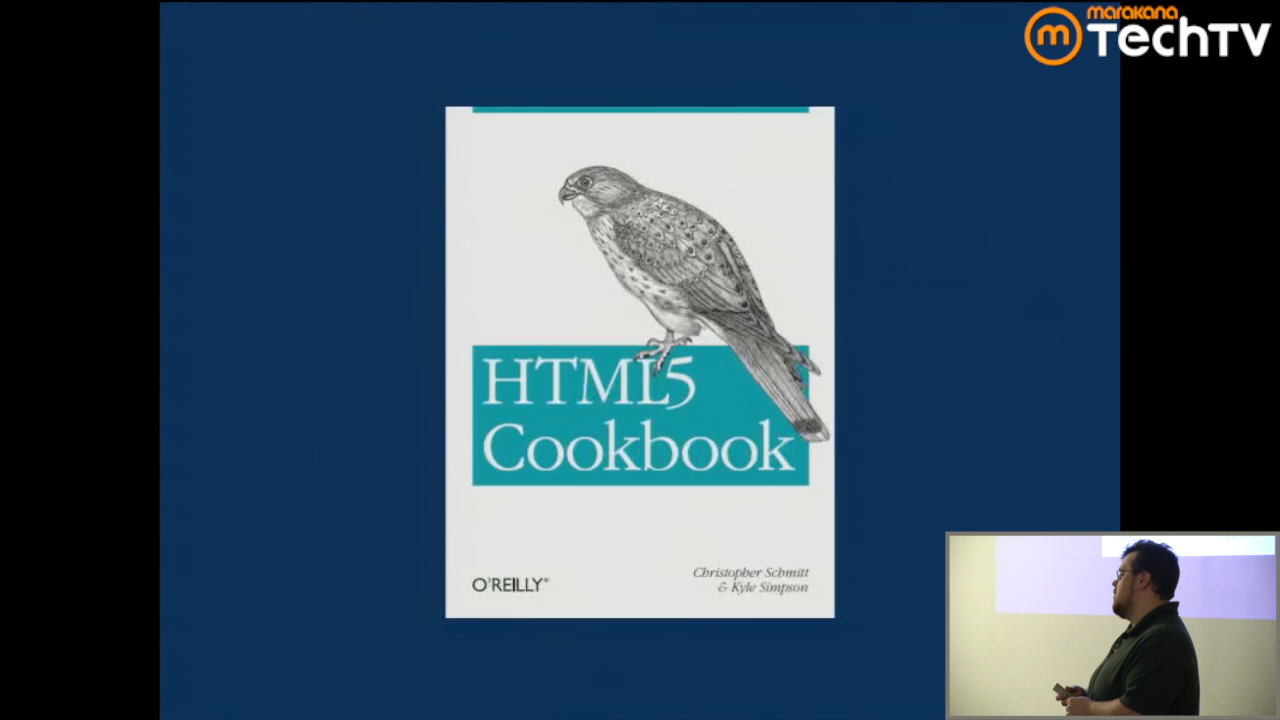 marakana
m TechTV
HTML5
Cookbook
Christopher Schmitt
& Kyle Simpson
O'REILLY®